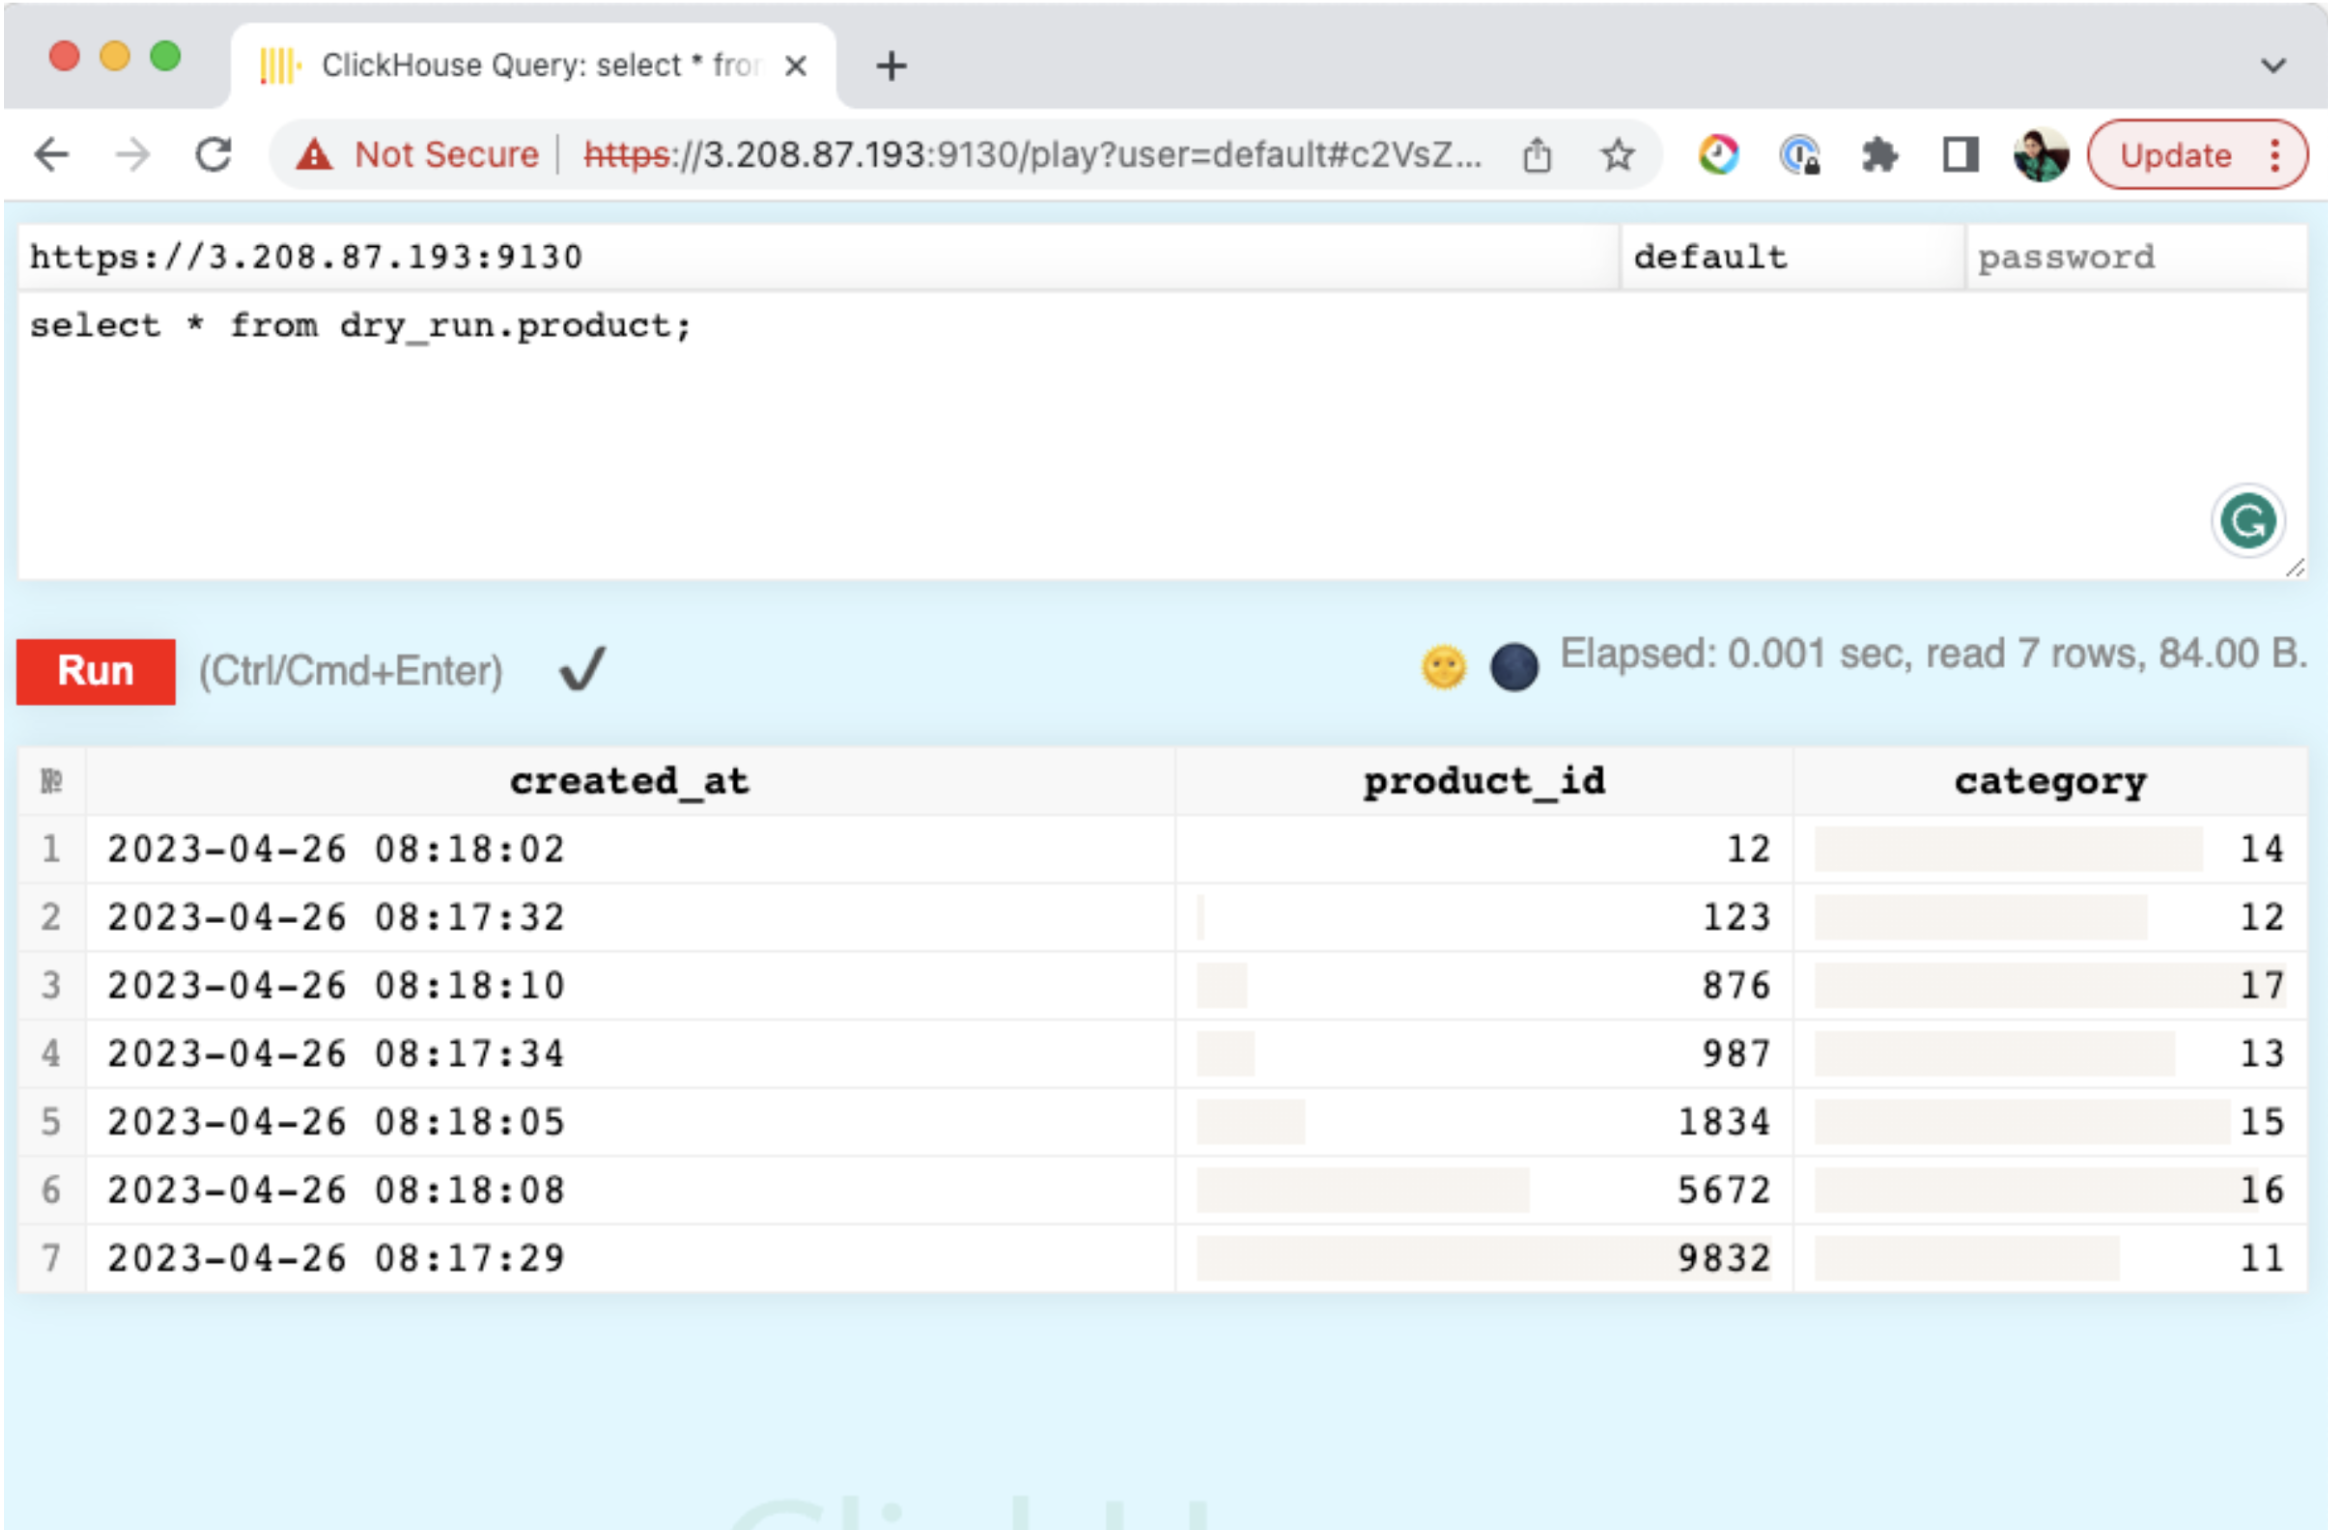 ClickHouse Query: select * from
Not Secure https://3.208.87.193:9130/play?user=default#c2VsZ...
Update
https://3.208.87.193:9130 default password
select * from dry_run.product;
Run (Ctrl/Cmd+Enter) ✔ Elapsed: 0.001 sec, read 7 rows, 84.00 B.
№ created_at product_id category
1 2023-04-26 08:18:02 12 14
2 2023-04-26 08:17:32 123 12
3 2023-04-26 08:18:10 876 17
4 2023-04-26 08:17:34 987 13
5 2023-04-26 08:18:05 1834 15
6 2023-04-26 08:18:08 5672 16
7 2023-04-26 08:17:29 9832 11